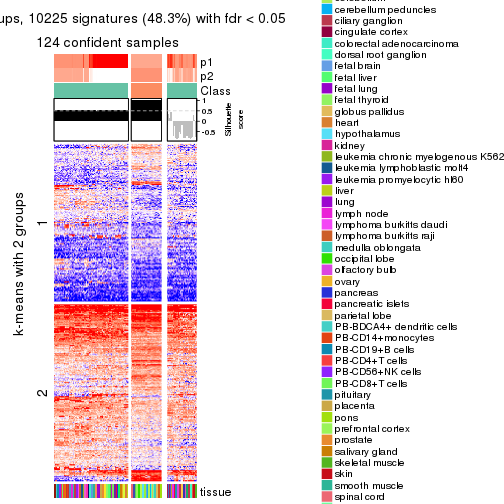 ups, 10225 signatures (48.3%) with fdr < 0.05
124 confident samples
p1
p2
Class
1
0.5
0
-0.5
Silhouette
score
k-means with 2 groups
1
2
tissue
cerebellum peduncles
ciliary ganglion
cingulate cortex
colorectal adenocarcinoma
dorsal root ganglion
fetal brain
fetal liver
fetal lung
fetal thyroid
globus pallidus
heart
hypothalamus
kidney
leukemia chronic myelogenous K562
leukemia lymphoblastic molt4
leukemia promyelocytic hl60
liver
lung
lymph node
lymphoma burkitts daudi
lymphoma burkitts raji
medulla oblongata
occipital lobe
olfactory bulb
ovary
pancreas
pancreatic islets
parietal lobe
PB-BDCA4+ dendritic cells
PB-CD14+monocytes
PB-CD19+B cells
PB-CD4+T cells
PB-CD56+NK cells
PB-CD8+T cells
pituitary
placenta
pons
prefrontal cortex
prostate
salivary gland
skeletal muscle
skin
smooth muscle
spinal cord